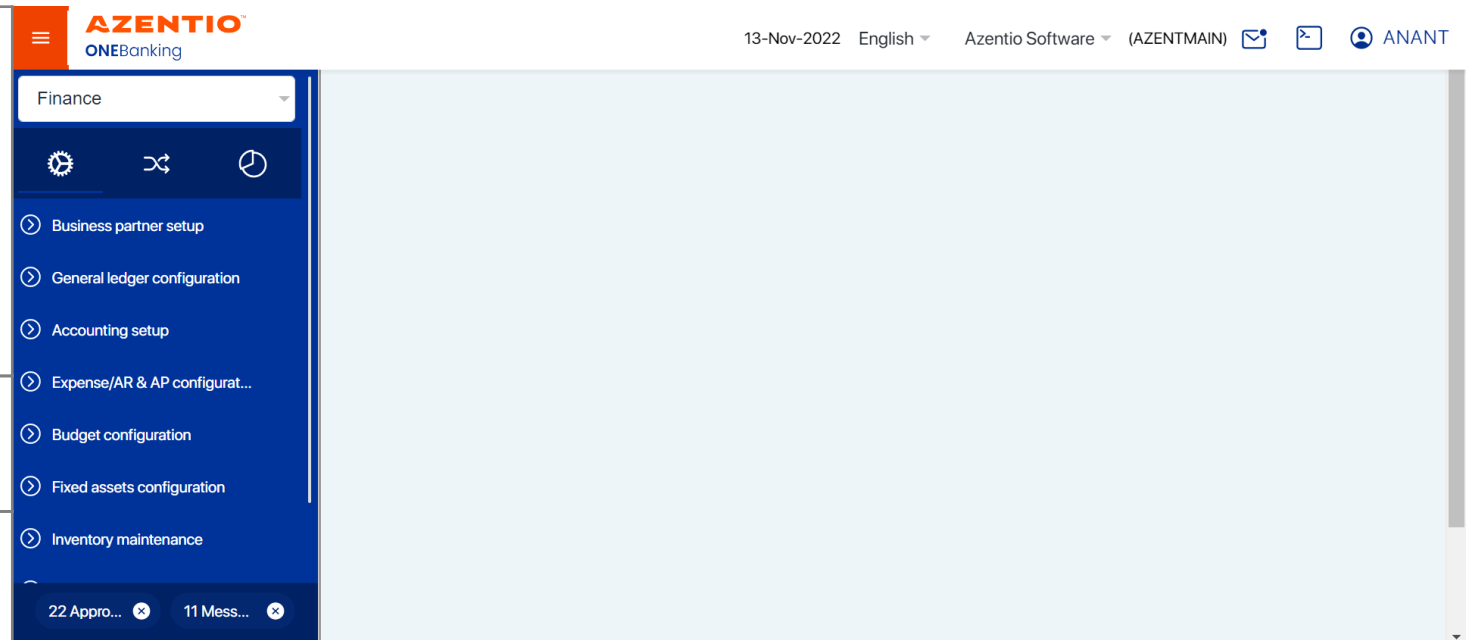 AZENTIO™
ONEBanking
13-Nov-2022 English Azentio Software (AZENTMAIN) ANANT
Finance
Business partner setup
General ledger configuration
Accounting setup
Expense/AR & AP configurat...
Budget configuration
Fixed assets configuration
Inventory maintenance
22 Appro... 11 Mess...